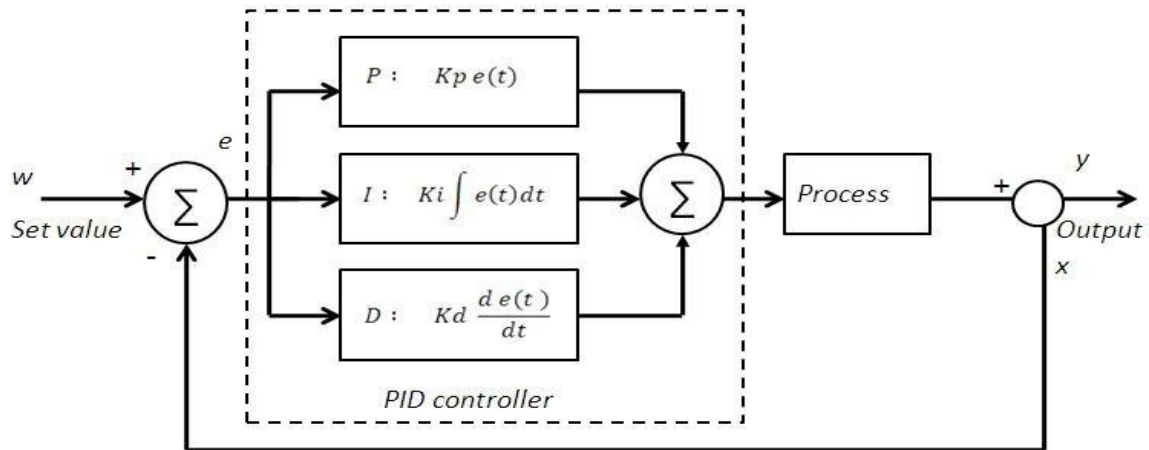 P : Kp e(t)
e
+
w
Σ
I : Ki ∫ e(t)dt
Σ
Process
+
y
Set value
-
Output
x
D : Kd d e(t)/dt
PID controller